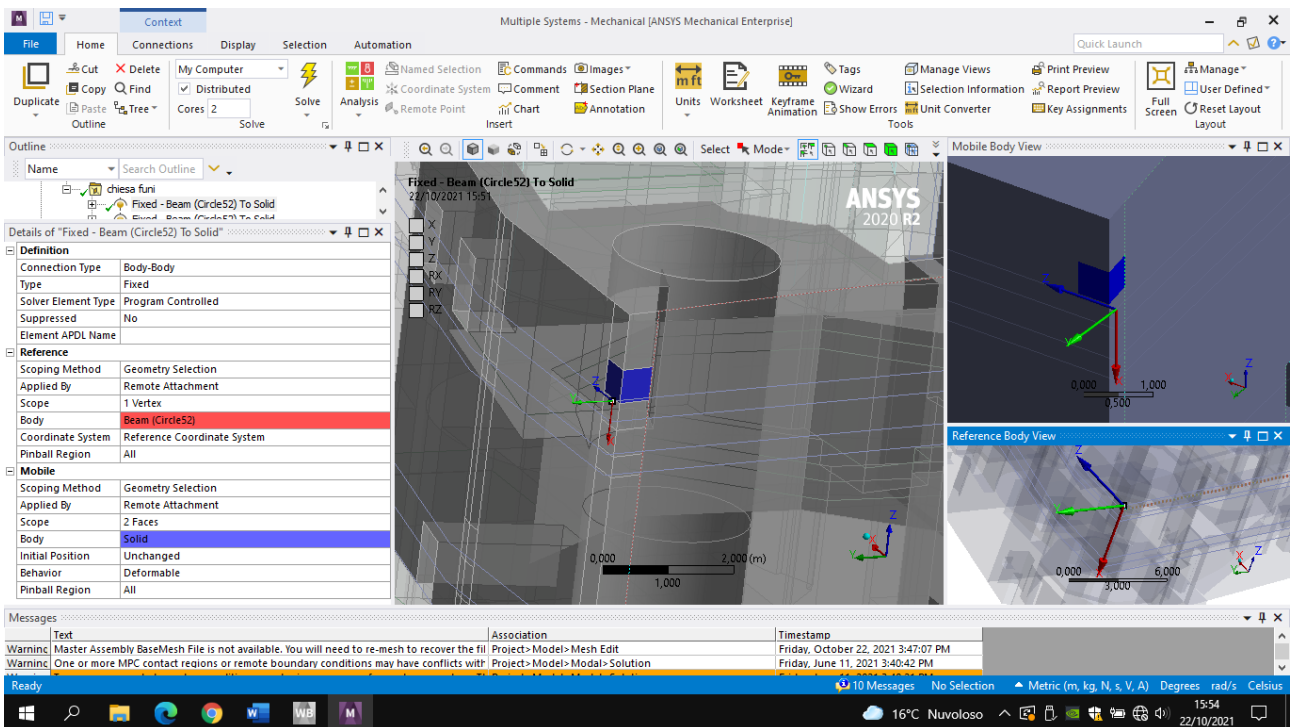 Context
Multiple Systems - Mechanical [ANSYS Mechanical Enterprise]
File Home Connections Display Selection Automation Quick Launch
Duplicate Cut Copy Paste Delete Find Tree
Outline
My Computer
Distributed
Cores 2
Solve
Solve
Analysis
Named Selection Commands Images
Coordinate System Comment Section Plane
Remote Point Chart Annotation
Insert
Units Worksheet Keyframe Animation
Tags Manage Views Print Preview
Wizard Selection Information Report Preview
Show Errors Unit Converter Key Assignments
Tools
Full Screen
Manage
User Defined
Reset Layout
Layout
Outline
Name Search Outline
chiesa funi
Fixed - Beam (Circle52) To Solid
Select Mode
Details of "Fixed - Beam (Circle52) To Solid"
Definition
Connection Type Body-Body
Type Fixed
Solver Element Type Program Controlled
Suppressed No
Element APDL Name
Reference
Scoping Method Geometry Selection
Applied By Remote Attachment
Scope 1 Vertex
Body Beam (Circle52)
Coordinate System Reference Coordinate System
Pinball Region All
Mobile
Scoping Method Geometry Selection
Applied By Remote Attachment
Scope 2 Faces
Body Solid
Initial Position Unchanged
Behavior Deformable
Pinball Region All
Fixed - Beam (Circle52) To Solid
22/10/2021 15:51
X
Y
Z
RX
RY
RZ
ANSYS
2020 R2
0,000 2,000 (m)
1,000
Mobile Body View
0,000 1,000
0,500
Reference Body View
0,000 6,000
3,000
Messages
Text Association Timestamp
Warning Master Assembly BaseMesh File is not available. You will need to re-mesh to recover the fil Project>Model>Mesh Edit Friday, October 22, 2021 3:47:07 PM
Warning One or more MPC contact regions or remote boundary conditions may have conflicts with Project>Model>Modal>Solution Friday, June 11, 2021 3:40:42 PM
Ready 10 Messages No Selection Metric (m, kg, N, s, V, A) Degrees rad/s Celsius
16°C Nuvoloso
15:54
22/10/2021